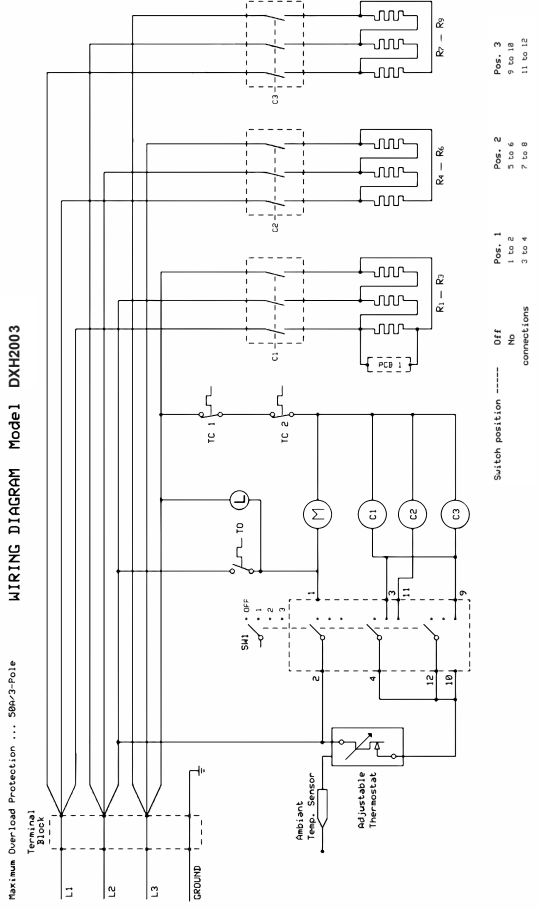 WIRING DIAGRAM Model DXH2003
Maximum Overload Protection ... 50A/3-Pole
Terminal
Block
L1
L2
L3
GROUND
C3
R7 — R9
C2
R4 — R6
C1
R1 — R3
PCB 1
TC 1
TC 2
TO
L
M
C1
C2
C3
SW1
OFF
1
2
3
1
3
11
9
2
4
12
10
Ambiant
Temp. Sensor
Adjustable
Thermostat
Switch position ----- Off Pos. 1 Pos. 2 Pos. 3
No 1 to 2 5 to 6 9 to 10
connections 3 to 4 7 to 8 11 to 12